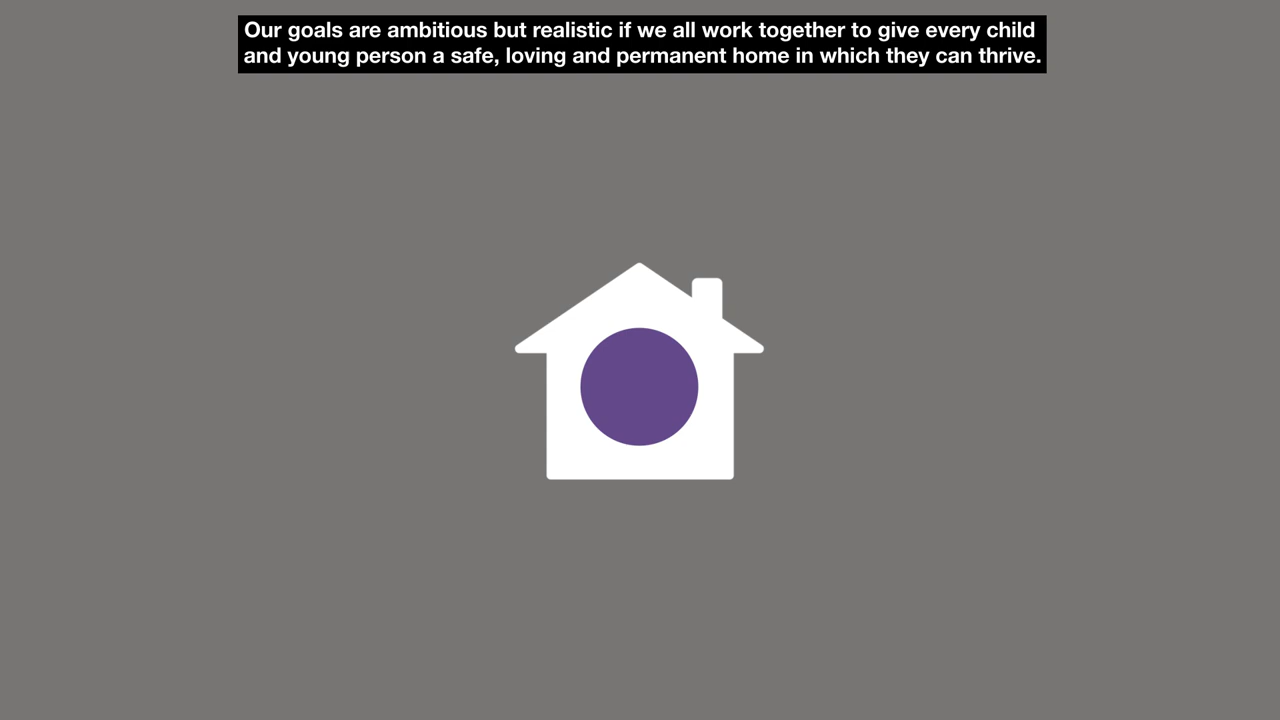 Our goals are ambitious but realistic if we all work together to give every child
and young person a safe, loving and permanent home in which they can thrive.